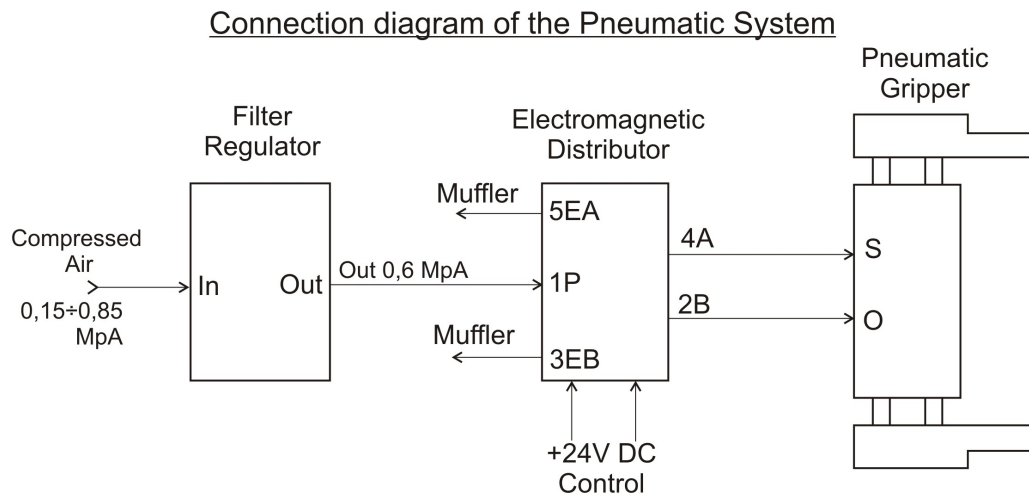 Connection diagram of the Pneumatic System
Pneumatic
Gripper
Filter
Regulator
Electromagnetic
Distributor
Muffler
5EA
Compressed
Air
0,15÷0,85
MpA
In
Out
Out 0,6 MpA
1P
4A
S
2B
O
Muffler
3EB
+24V DC
Control